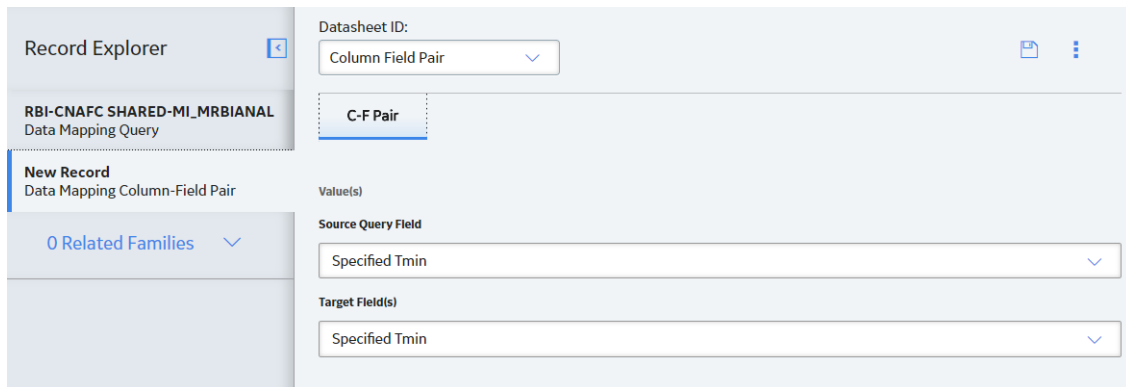 Record Explorer
RBI-CNAFC SHARED-MI_MRBIANAL
Data Mapping Query
New Record
Data Mapping Column-Field Pair
0 Related Families
Datasheet ID:
Column Field Pair
C-F Pair
Value(s)
Source Query Field
Specified Tmin
Target Field(s)
Specified Tmin